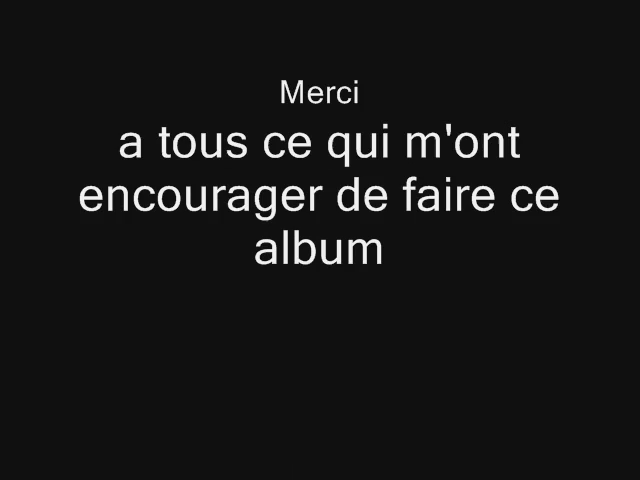 Merci
a tous ce qui m'ont
encourager de faire ce
album